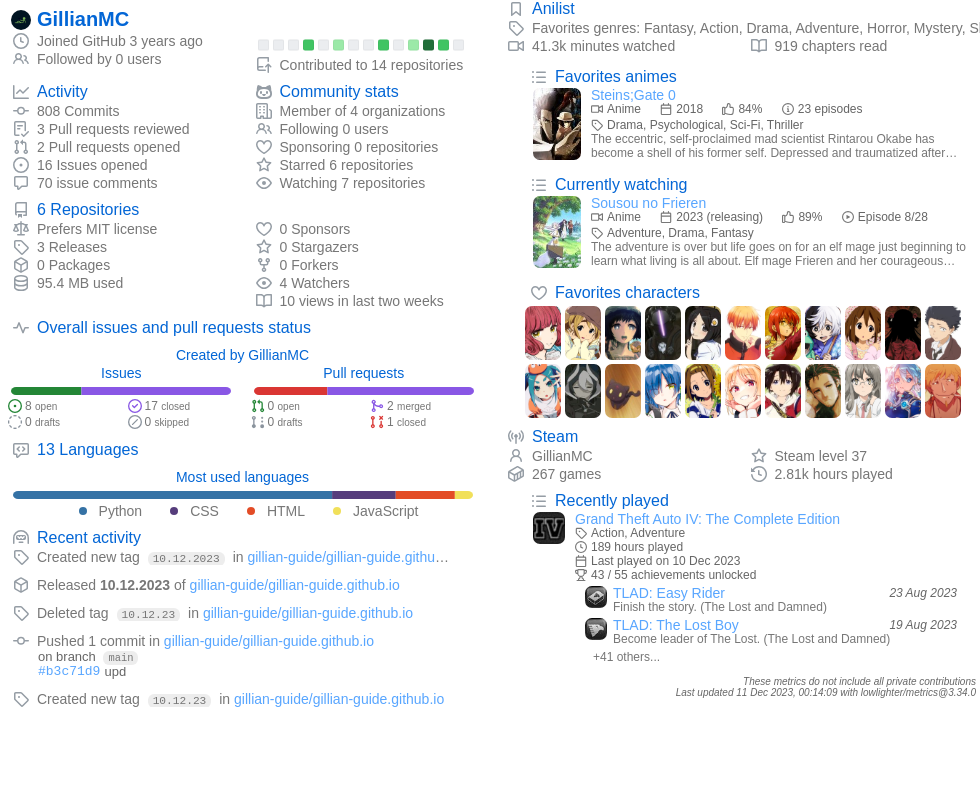 GillianMC
Joined GitHub 3 years ago
Followed by 0 users
Contributed to 14 repositories
Activity
808 Commits
3 Pull requests reviewed
2 Pull requests opened
16 Issues opened
70 issue comments
Community stats
Member of 4 organizations
Following 0 users
Sponsoring 0 repositories
Starred 6 repositories
Watching 7 repositories
6 Repositories
Prefers MIT license
3 Releases
0 Packages
95.4 MB used
0 Sponsors
0 Stargazers
0 Forkers
4 Watchers
10 views in last two weeks
Overall issues and pull requests status
Created by GillianMC
Issues
8 open
17 closed
0 drafts
0 skipped
Pull requests
0 open
2 merged
0 drafts
1 closed
13 Languages
Most used languages
Python CSS HTML JavaScript
Recent activity
Created new tag 10.12.2023 in gillian-guide/gillian-guide.githu…
Released 10.12.2023 of gillian-guide/gillian-guide.github.io
Deleted tag 10.12.23 in gillian-guide/gillian-guide.github.io
Pushed 1 commit in gillian-guide/gillian-guide.github.io
on branch main
#b3c71d9 upd
Created new tag 10.12.23 in gillian-guide/gillian-guide.github.io
Anilist
Favorites genres: Fantasy, Action, Drama, Adventure, Horror, Mystery, Sl
41.3k minutes watched
919 chapters read
Favorites animes
Steins;Gate 0
Anime 2018 84% 23 episodes
Drama, Psychological, Sci-Fi, Thriller
The eccentric, self-proclaimed mad scientist Rintarou Okabe has
become a shell of his former self. Depressed and traumatized after…
Currently watching
Sousou no Frieren
Anime 2023 (releasing) 89% Episode 8/28
Adventure, Drama, Fantasy
The adventure is over but life goes on for an elf mage just beginning to
learn what living is all about. Elf mage Frieren and her courageous…
Favorites characters
Steam
GillianMC
267 games
Steam level 37
2.81k hours played
Recently played
IV
Grand Theft Auto IV: The Complete Edition
Action, Adventure
189 hours played
Last played on 10 Dec 2023
43 / 55 achievements unlocked
TLAD: Easy Rider 23 Aug 2023
Finish the story. (The Lost and Damned)
TLAD: The Lost Boy 19 Aug 2023
Become leader of The Lost. (The Lost and Damned)
+41 others...
These metrics do not include all private contributions
Last updated 11 Dec 2023, 00:14:09 with lowlighter/metrics@3.34.0